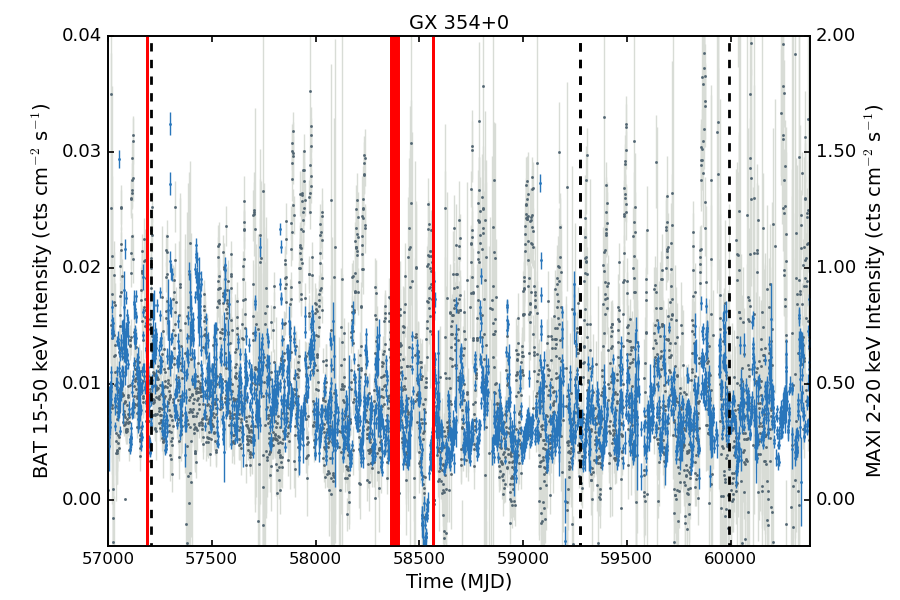 GX 354+0
0.04
0.03
0.02
0.01
0.00
BAT 15-50 keV Intensity (cts cm⁻² s⁻¹)
2.00
1.50
1.00
0.50
0.00
MAXI 2-20 keV Intensity (cts cm⁻² s⁻¹)
57000 57500 58000 58500 59000 59500 60000
Time (MJD)